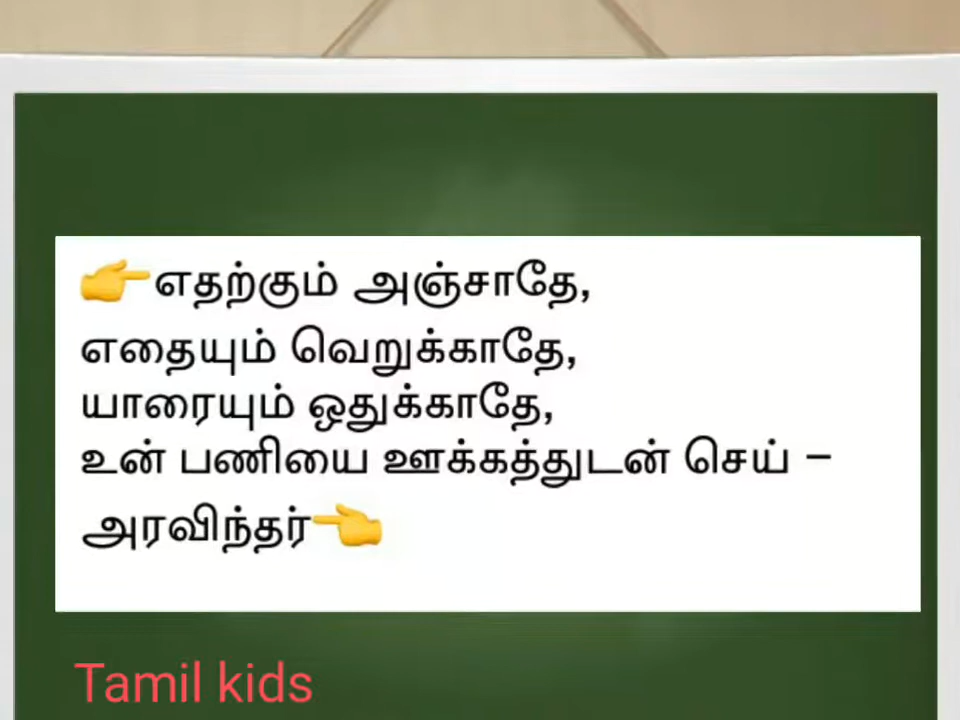 👉எதற்கும் அஞ்சாதே,
எதையும் வெறுக்காதே,
யாரையும் ஒதுக்காதே,
உன் பணியை ஊக்கத்துடன் செய் –
அரவிந்தர்👈
Tamil kids